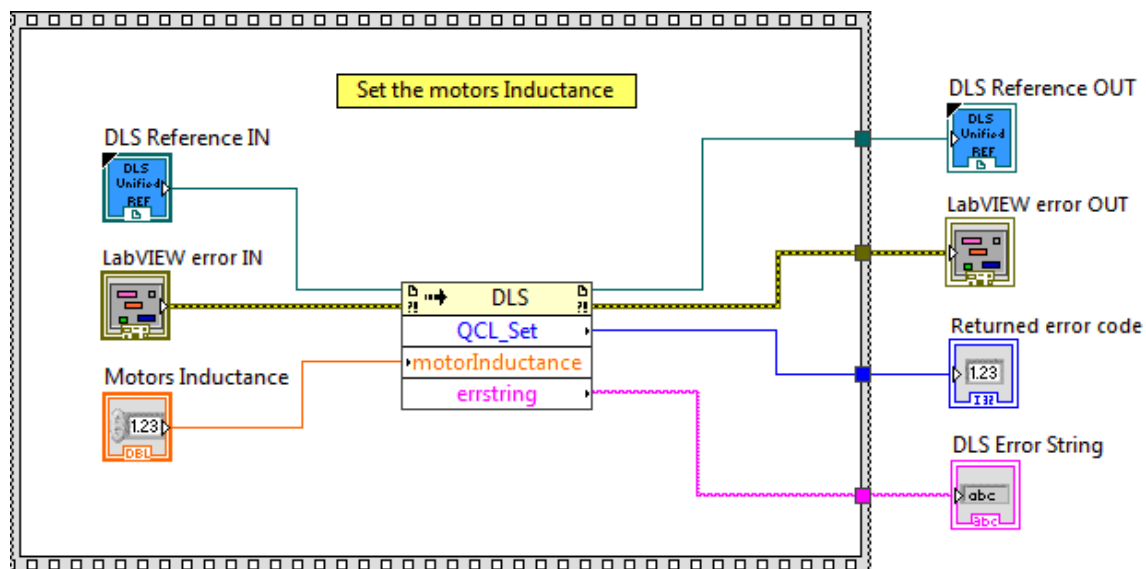 Set the motors Inductance
DLS Reference IN
DLS
Unified
REF
LabVIEW error IN
?!
Motors Inductance
1.23
DBL
?!
DLS
?!
QCL_Set
motorInductance
errstring
DLS Reference OUT
DLS
Unified
REF
LabVIEW error OUT
?!
Returned error code
1.23
I32
DLS Error String
abc
abc